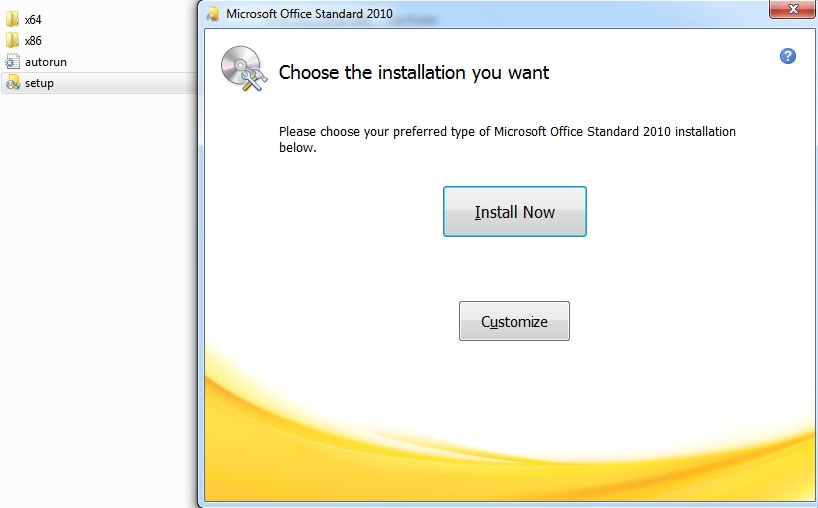 x64
x86
autorun
setup
Microsoft Office Standard 2010
Choose the installation you want
Please choose your preferred type of Microsoft Office Standard 2010 installation
below.
Install Now
Customize